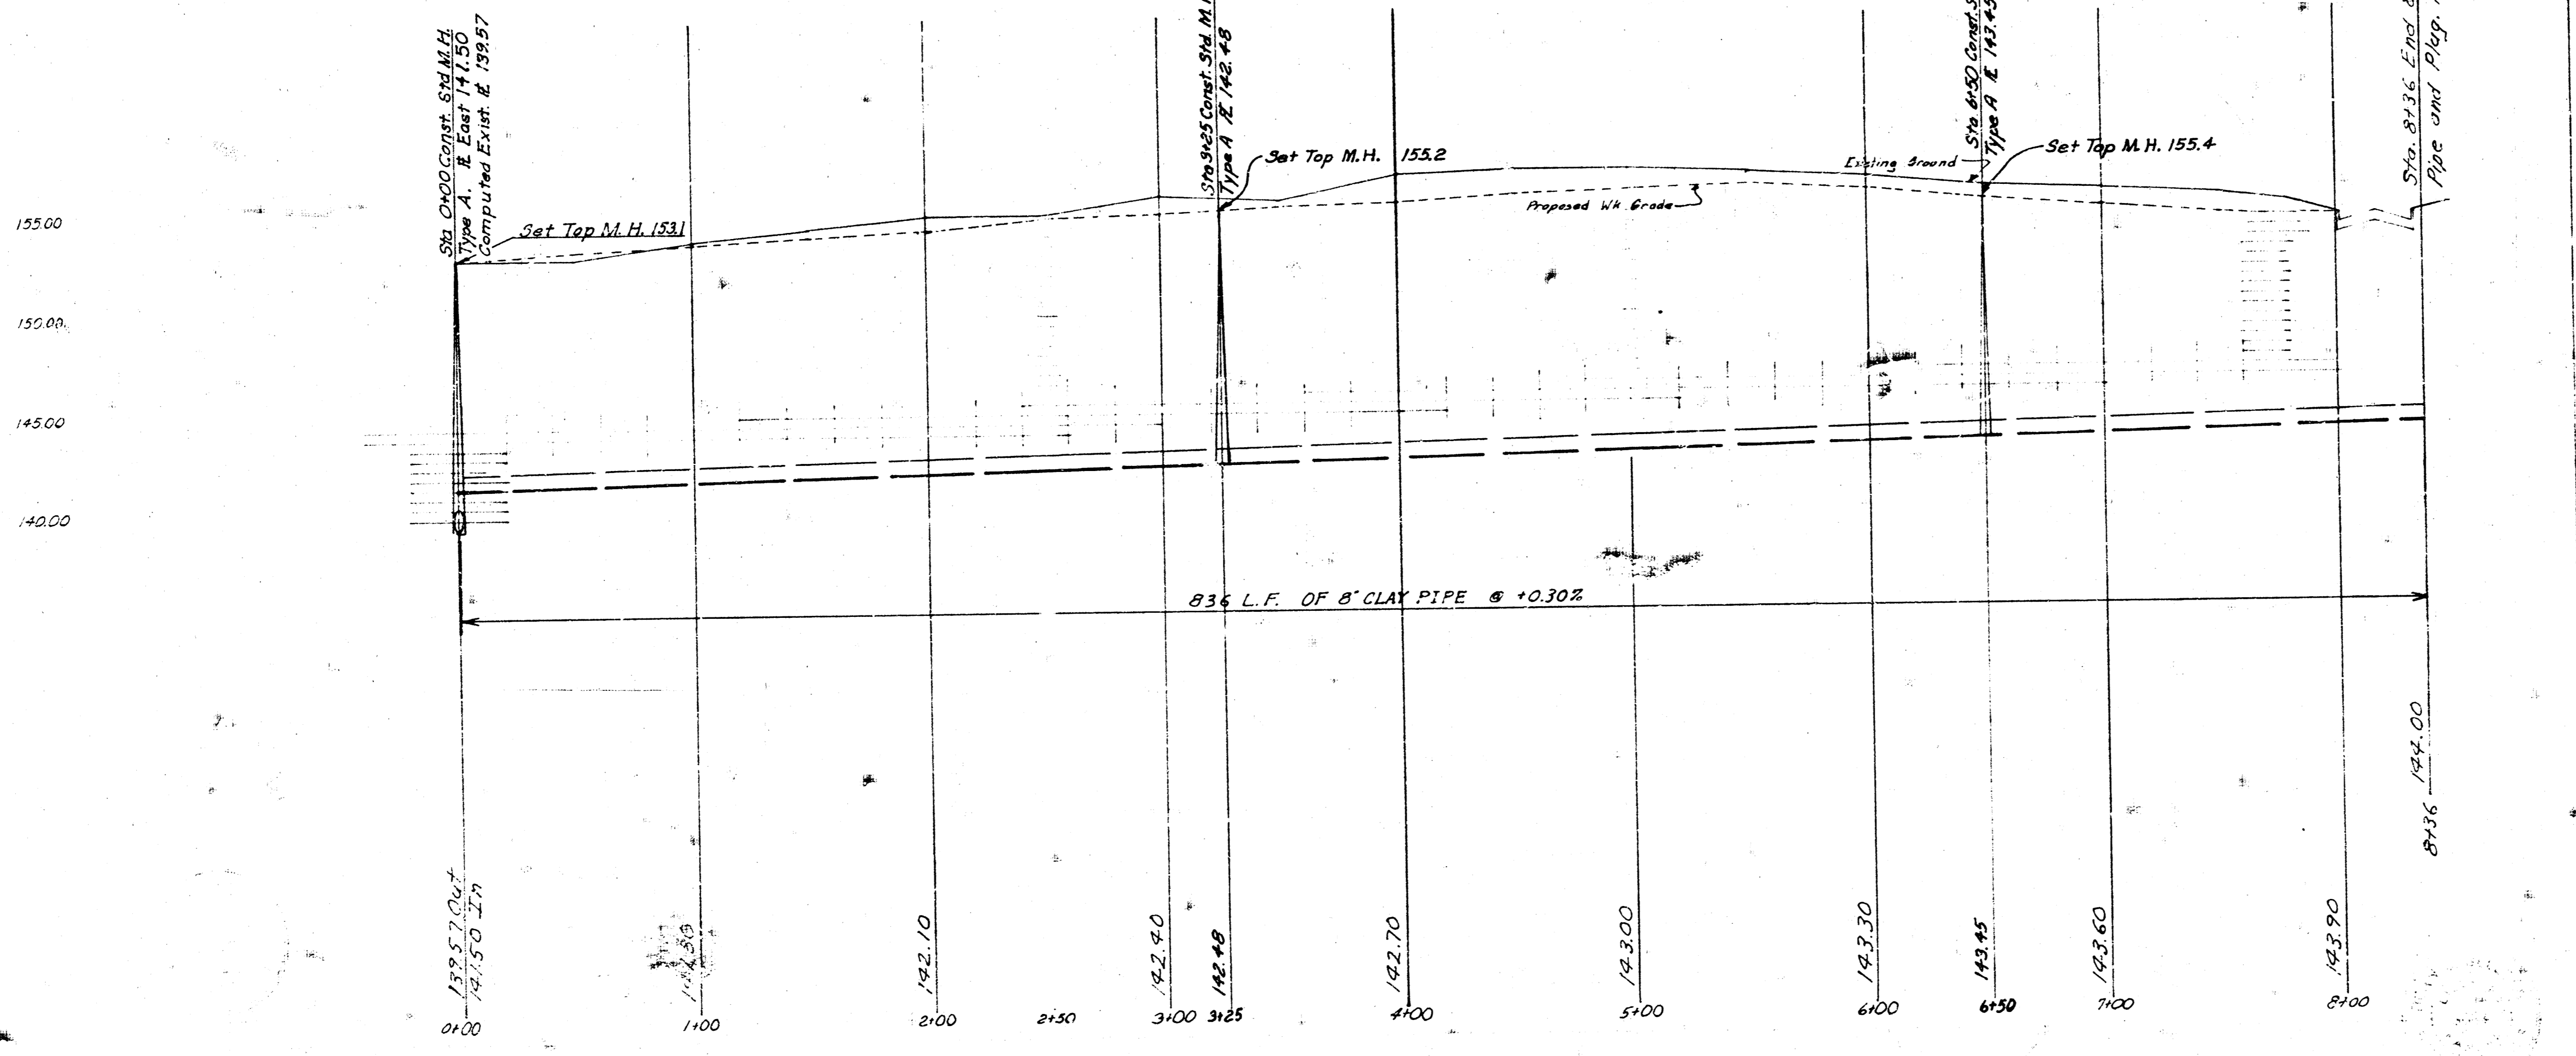 Sta 0+00 Const. Std M.H.
Type A. I.E. East 141.50
Computed Exist. I.E. 139.57
Set Top M.H. 153.1
Sta 3+25 Const. Std. M.
Type A I.E. 142.48
Set Top M.H. 155.2
Proposed Wk Grade
Existing Ground
Sta. 6+50 Const. S
Type A I.E. 143.45
Set Top M.H. 155.4
Sta. 8+36 End 8
Pipe and Plug.
155.00
150.00
145.00
140.00
836 L.F. OF 8" CLAY PIPE @ +0.30%
139.57 Out
141.50 In
142.10
142.40
142.48
142.70
143.00
143.30
143.45
143.60
143.90
8+36 144.00
0+00
1+00
2+00
2+50
3+00
3+25
4+00
5+00
6+00
6+50
7+00
8+00